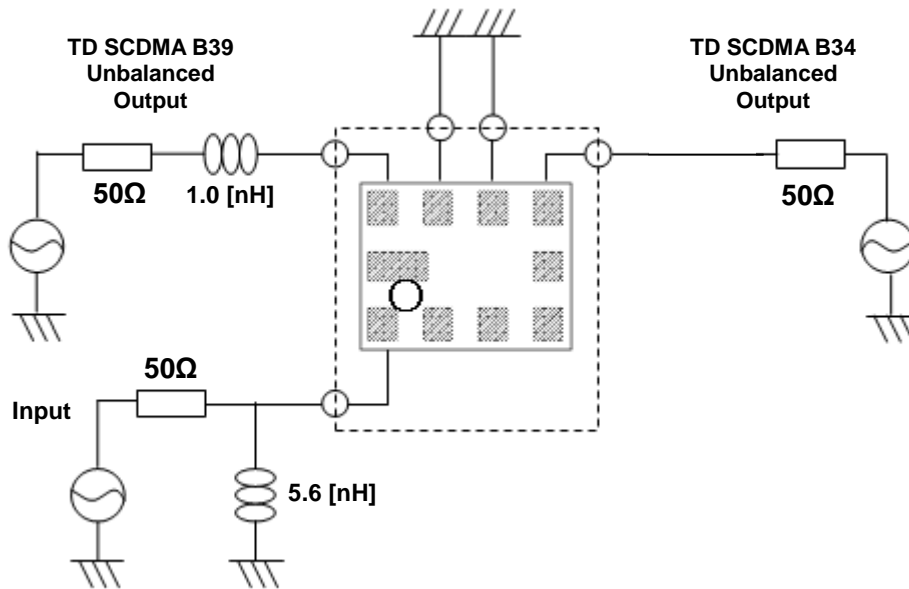 TD SCDMA B39
Unbalanced
Output
TD SCDMA B34
Unbalanced
Output
50Ω
1.0 [nH]
50Ω
50Ω
Input
5.6 [nH]